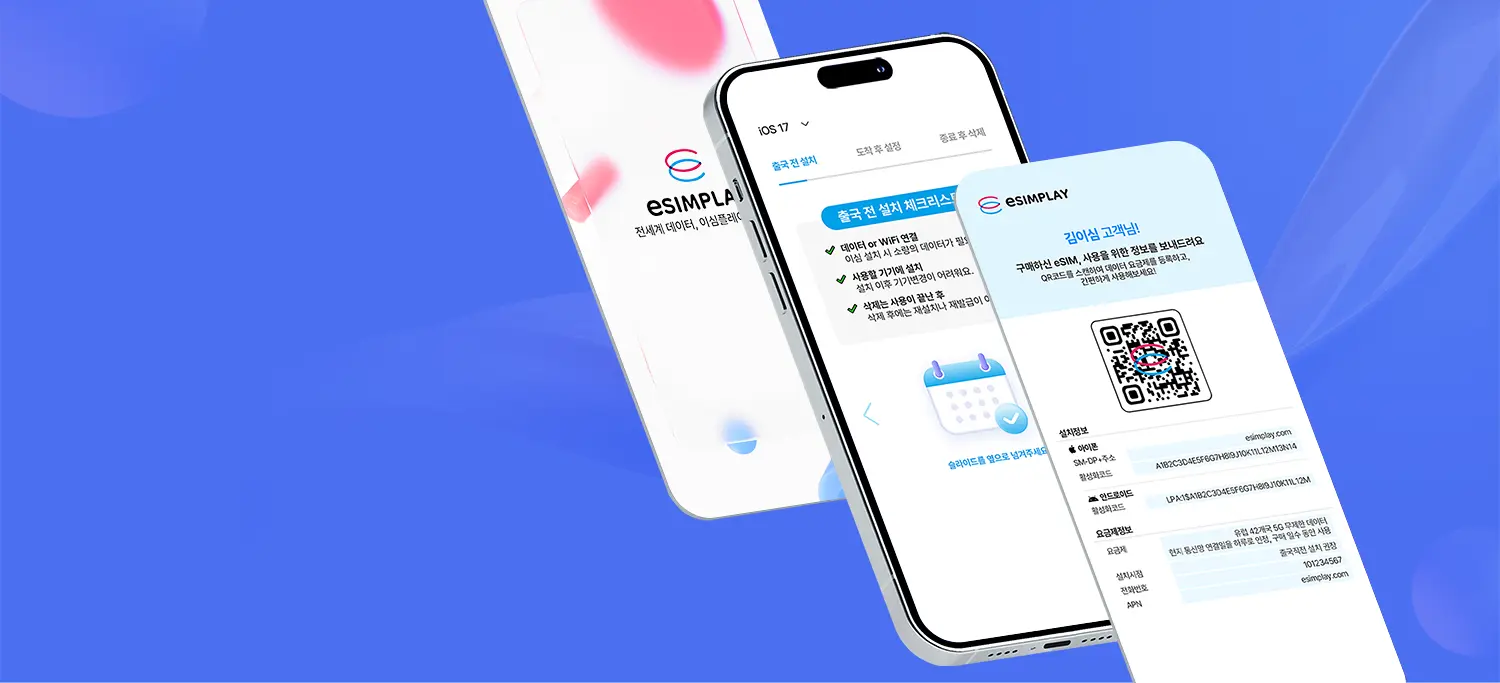 esimplay
전세계 데이터, 이심플레이
iOS 17
출국 전 설치
도착 후 설정
종료 후 삭제
출국 전 설치 체크리스트
데이터 or WiFi 연결
이심 설치 시 소량의 데이터가 필요
사용할 기기에 설치
설치 이후 기기변경이 어려워요.
삭제는 사용이 끝난 후
삭제 후에는 재설치나 재발급이
슬라이드를 옆으로 넘겨주세요
esimplay
김이심 고객님!
구매하신 eSIM, 사용을 위한 정보를 보내드려요
QR코드를 스캔하여 데이터 요금제를 등록하고,
간편하게 사용해보세요!
설치정보
아이폰
SM-DP+주소 esimplay.com
활성화코드 A1B2C3D4E5F6G7H8I9J10K11L12M13N14
안드로이드
활성화코드 LPA:1$A1B2C3D4E5F6G7H8I9J10K11L12M
요금제정보
요금제 유럽 42개국 5G 무제한 데이터
현지 통신망 연결일을 하루로 인정, 구매 일수 동안 사용
설치시점 출국직전 설치 권장
전화번호 101234567
APN esimplay.com